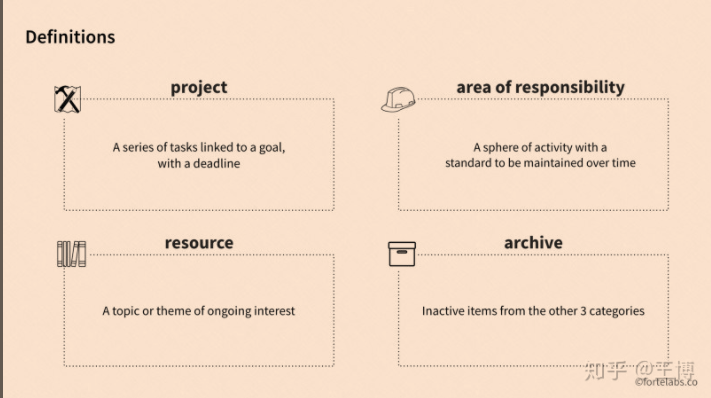 Definitions
project
A series of tasks linked to a goal,
with a deadline
area of responsibility
A sphere of activity with a
standard to be maintained over time
resource
A topic or theme of ongoing interest
archive
Inactive items from the other 3 categories
知乎 @王博
©fortelabs.co